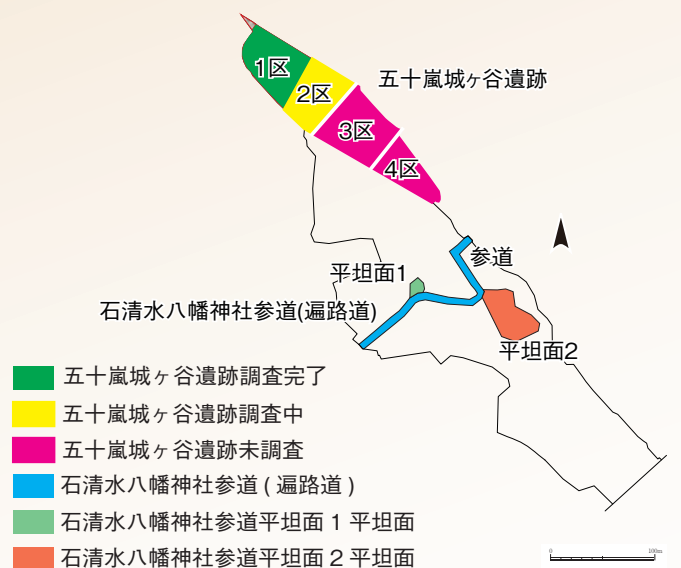 1区
2区
五十嵐城ヶ谷遺跡
3区
4区
参道
平坦面1
石清水八幡神社参道(遍路道)
平坦面2
五十嵐城ヶ谷遺跡調査完了
五十嵐城ヶ谷遺跡調査中
五十嵐城ヶ谷遺跡未調査
石清水八幡神社参道 ( 遍路道 )
石清水八幡神社参道平坦面 1 平坦面
石清水八幡神社参道平坦面 2 平坦面
0 100m